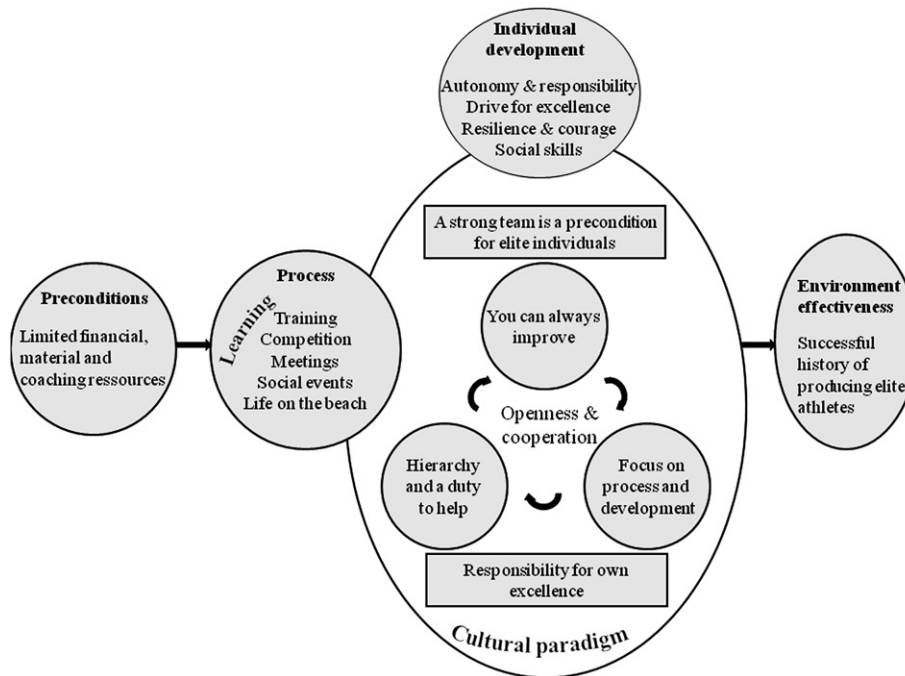 Individual
development
Autonomy & responsibility
Drive for excellence
Resilience & courage
Social skills
A strong team is a precondition
for elite individuals
Preconditions
Limited financial,
material and
coaching ressources
Process
Learning
Training
Competition
Meetings
Social events
Life on the beach
You can always
improve
Openness &
cooperation
Hierarchy
and a duty
to help
Focus on
process and
development
Responsibility for own
excellence
Cultural paradigm
Environment
effectiveness
Successful
history of
producing elite
athletes